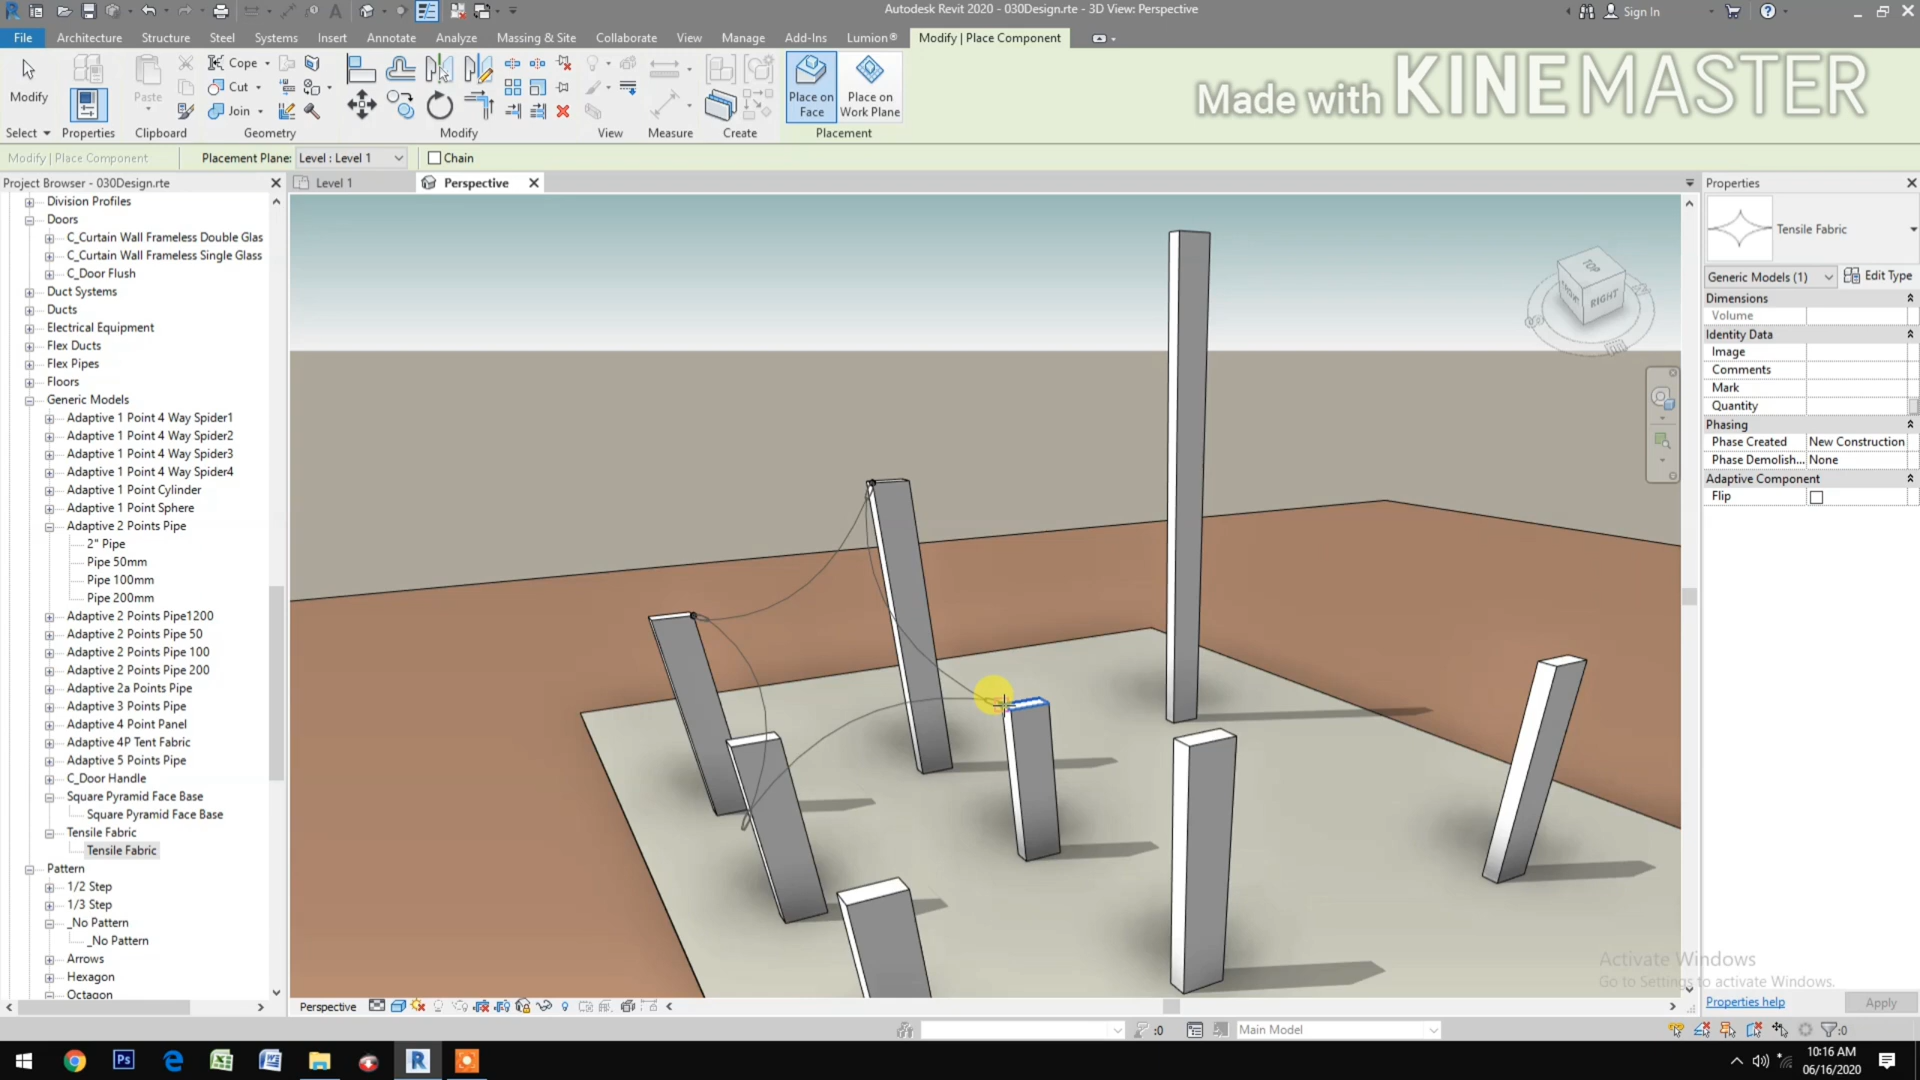 Autodesk Revit 2020 - 030Design.rte - 3D View: Perspective
Sign In
File Architecture Structure Steel Systems Insert Annotate Analyze Massing & Site Collaborate View Manage Add-Ins Lumion® Modify | Place Component
Made with KINEMASTER
Modify
Paste
Cope
Cut
Join
Place on Face
Place on Work Plane
Select Properties Clipboard Geometry Modify View Measure Create Placement
Modify | Place Component Placement Plane: Level : Level 1 Chain
Project Browser - 030Design.rte
Level 1
Perspective
Properties
Division Profiles
Doors
C_Curtain Wall Frameless Double Glas
C_Curtain Wall Frameless Single Glass
C_Door Flush
Duct Systems
Ducts
Electrical Equipment
Flex Ducts
Flex Pipes
Floors
Generic Models
Adaptive 1 Point 4 Way Spider1
Adaptive 1 Point 4 Way Spider2
Adaptive 1 Point 4 Way Spider3
Adaptive 1 Point 4 Way Spider4
Adaptive 1 Point Cylinder
Adaptive 1 Point Sphere
Adaptive 2 Points Pipe
2" Pipe
Pipe 50mm
Pipe 100mm
Pipe 200mm
Adaptive 2 Points Pipe1200
Adaptive 2 Points Pipe 50
Adaptive 2 Points Pipe 100
Adaptive 2 Points Pipe 200
Adaptive 2a Points Pipe
Adaptive 3 Points Pipe
Adaptive 4 Point Panel
Adaptive 4P Tent Fabric
Adaptive 5 Points Pipe
C_Door Handle
Square Pyramid Face Base
Square Pyramid Face Base
Tensile Fabric
Tensile Fabric
Pattern
1/2 Step
1/3 Step
_No Pattern
_No Pattern
Arrows
Hexagon
Octagon
TOP
FRONT
RIGHT
Tensile Fabric
Generic Models (1) Edit Type
Dimensions
Volume
Identity Data
Image
Comments
Mark
Quantity
Phasing
Phase Created New Construction
Phase Demolish... None
Adaptive Component
Flip
Activate Windows
Go to Settings to activate Windows.
Properties help
Apply
Perspective
:0
Main Model
:0
10:16 AM
06/16/2020